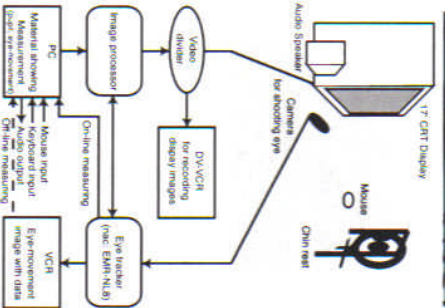 Audio Speaker
17' CRT Display
Camera
for shooting eye
Mouse
Chin rest
Video
divider
DV-VCR
for recording
dispay images
Image processor
Eye tracker
(nac: EMR-NL8)
On-line measuring
PC
Material showing
Measurement
(pupil, eye-movement)
Mouse input
Keyboard input
Audio output
Off-line measuring
VCR
Eye-movement
image with data